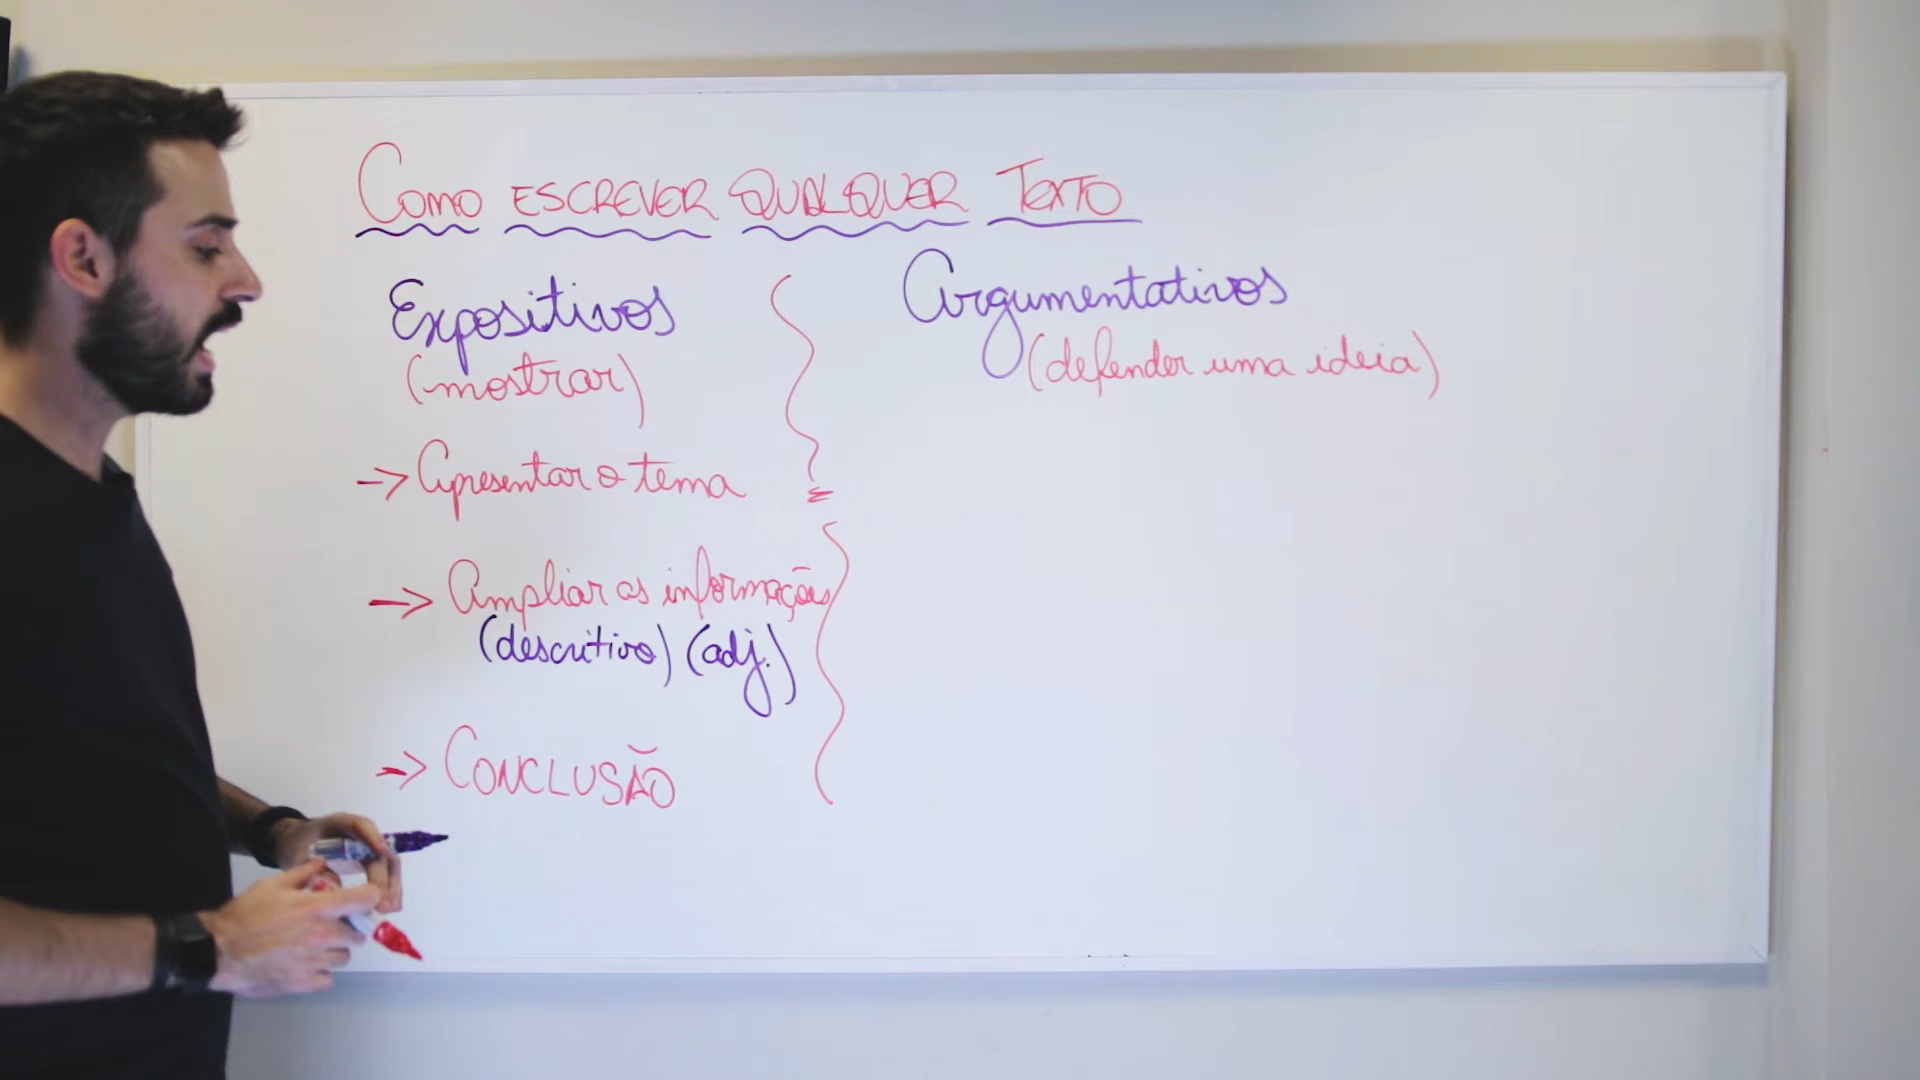 COMO ESCREVER QUALQUER TEXTO
Expositivos
(mostrar)
-> Apresentar o tema
-> Ampliar as informações
(descritivo) (adj.)
-> CONCLUSÃO
Argumentativos
(defender uma ideia)